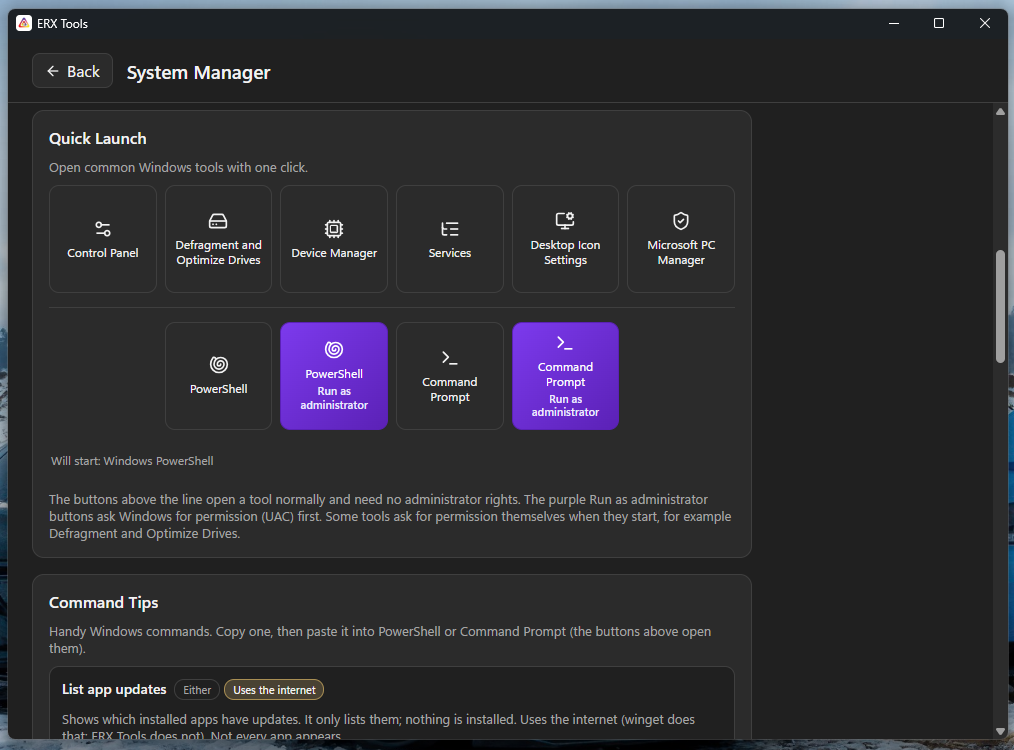 ERX Tools
Back
System Manager
Quick Launch
Open common Windows tools with one click.
Control Panel
Defragment and
Optimize Drives
Device Manager
Services
Desktop Icon
Settings
Microsoft PC
Manager
PowerShell
PowerShell
Run as
administrator
Command
Prompt
Command
Prompt
Run as
administrator
Will start: Windows PowerShell
The buttons above the line open a tool normally and need no administrator rights. The purple Run as administrator
buttons ask Windows for permission (UAC) first. Some tools ask for permission themselves when they start, for example
Defragment and Optimize Drives.
Command Tips
Handy Windows commands. Copy one, then paste it into PowerShell or Command Prompt (the buttons above open
them).
List app updates Either Uses the internet
Shows which installed apps have updates. It only lists them; nothing is installed. Uses the internet (winget does
that; ERX Tools does not). Not every app appears.